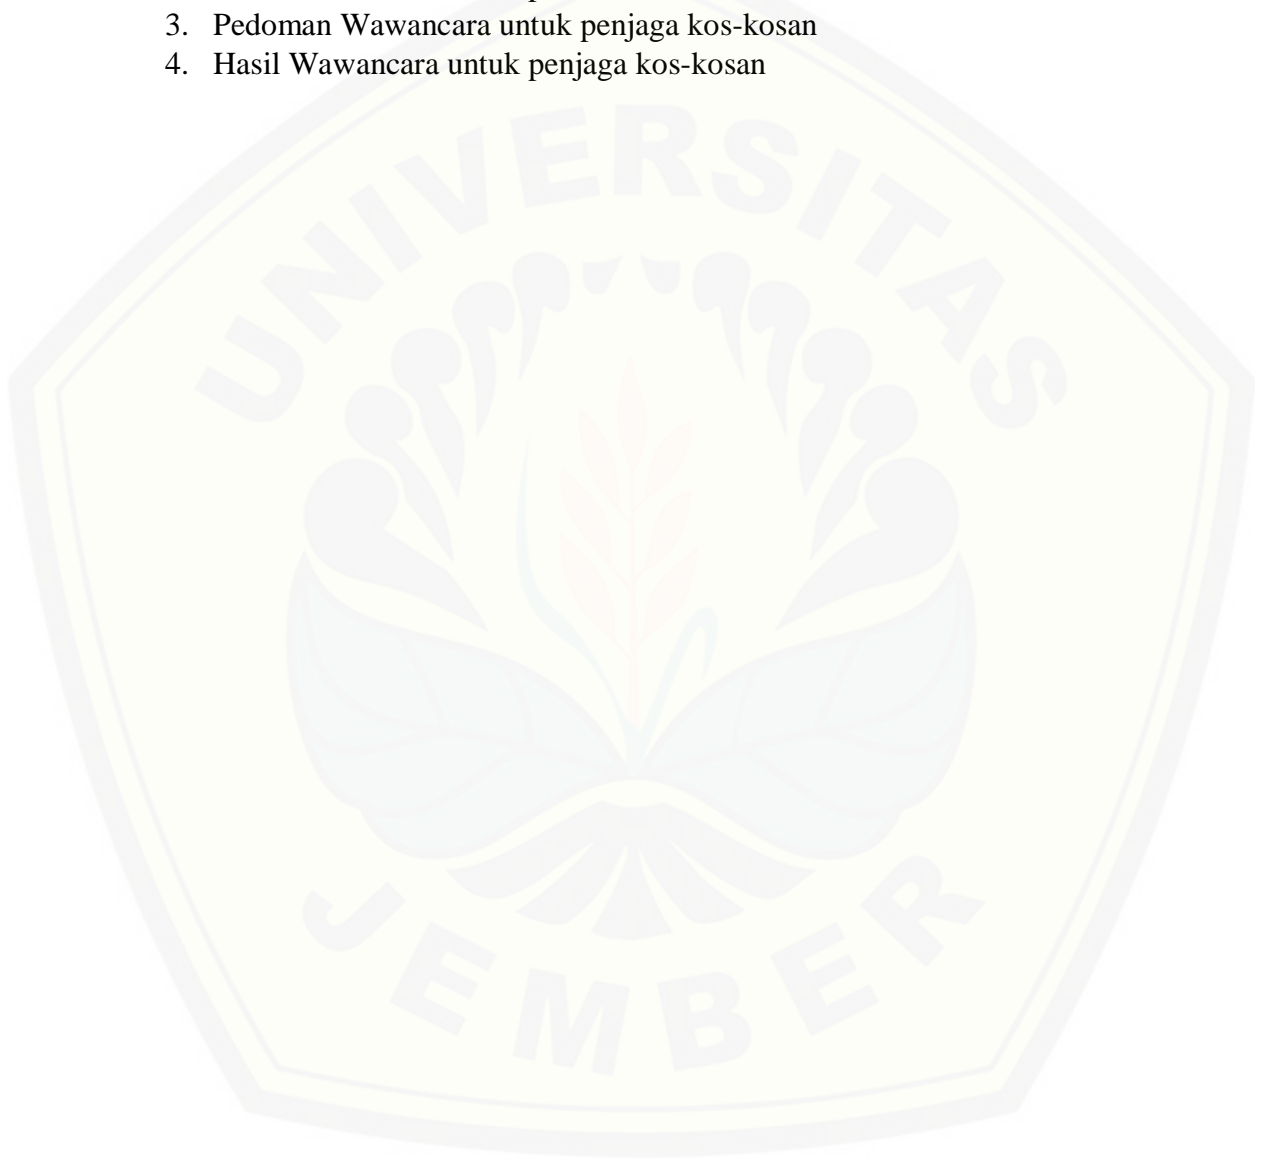 3. Pedoman Wawancara untuk penjaga kos-kosan
4. Hasil Wawancara untuk penjaga kos-kosan
UNIVERSITAS
JEMBER